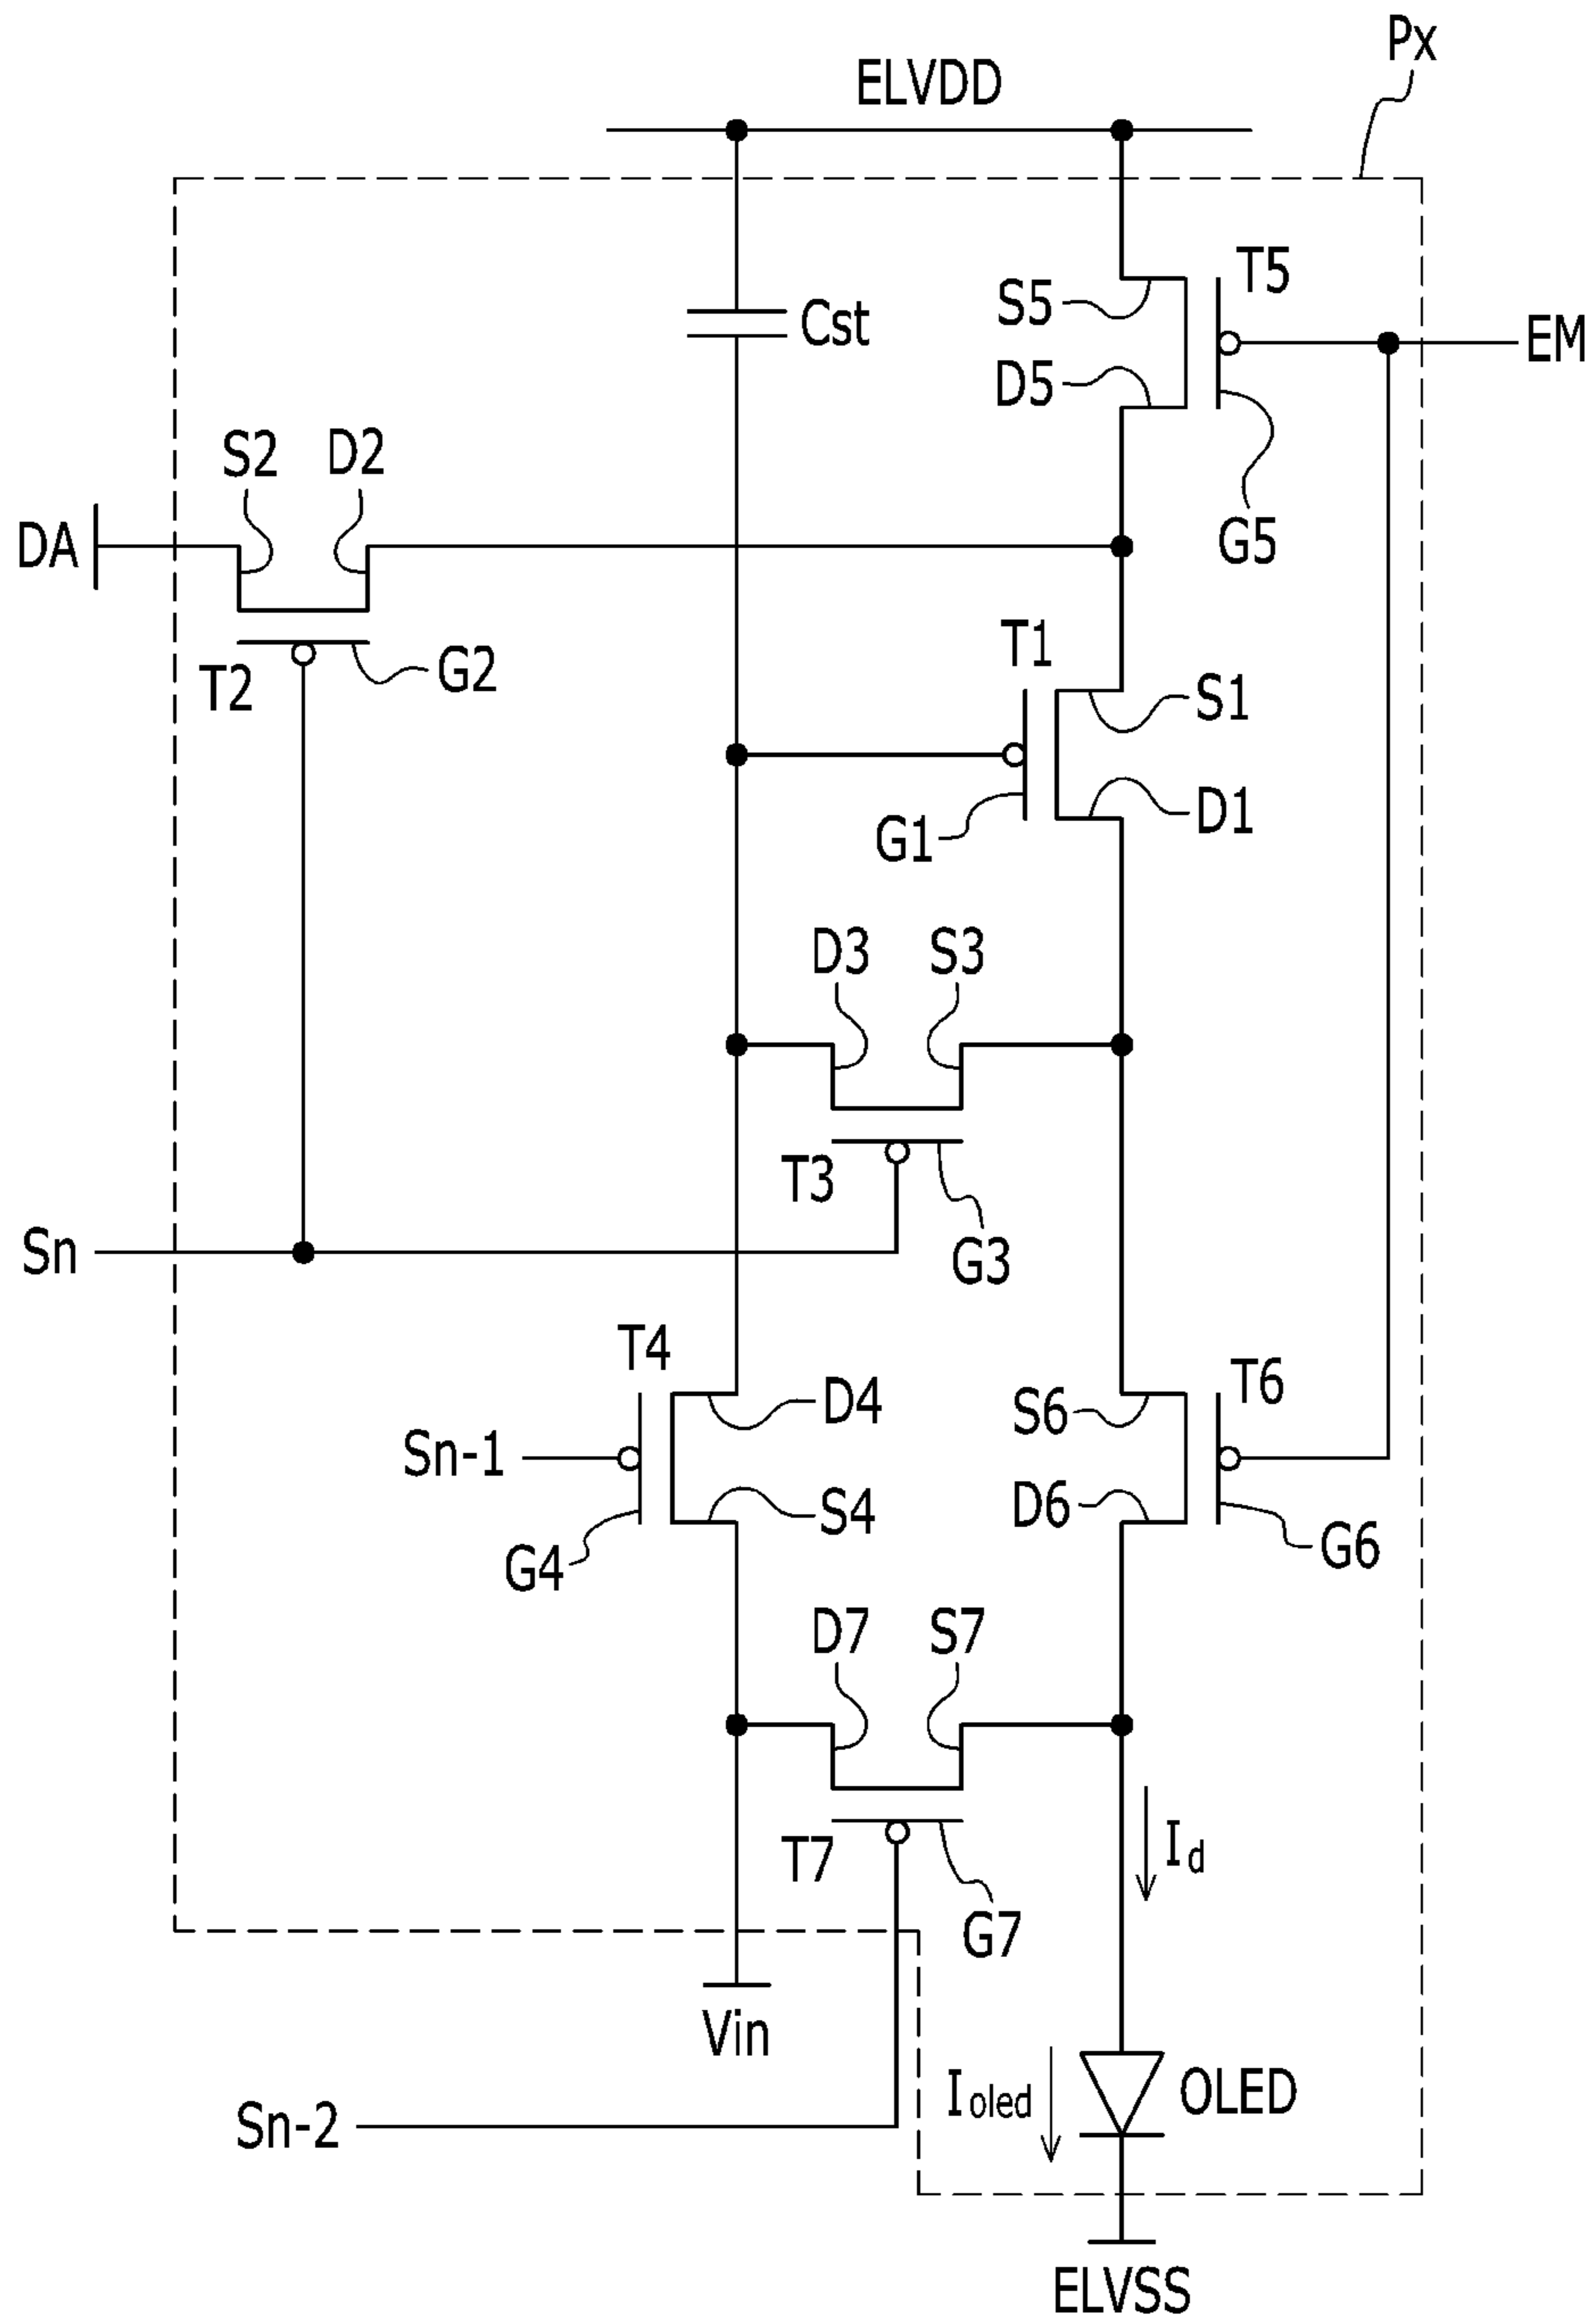 Px
ELVDD
T5
S5
Cst
EM
D5
S2 D2
DA
G5
T1
G2
T2
S1
D1
G1
D3 S3
T3
Sn
G3
T4
T6
D4
S6
Sn-1
D6
S4
G6
G4
D7 S7
Id
T7
G7
Vin
Ioled
OLED
Sn-2
ELVSS